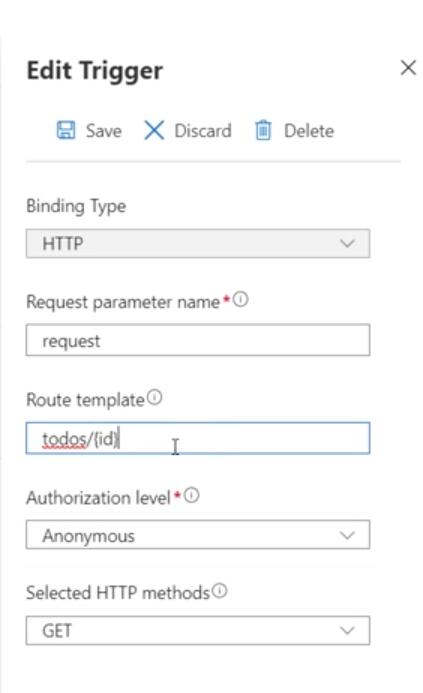 Edit Trigger
Save Discard Delete
Binding Type
HTTP
Request parameter name*
request
Route template
todos/{id}
Authorization level*
Anonymous
Selected HTTP methods
GET